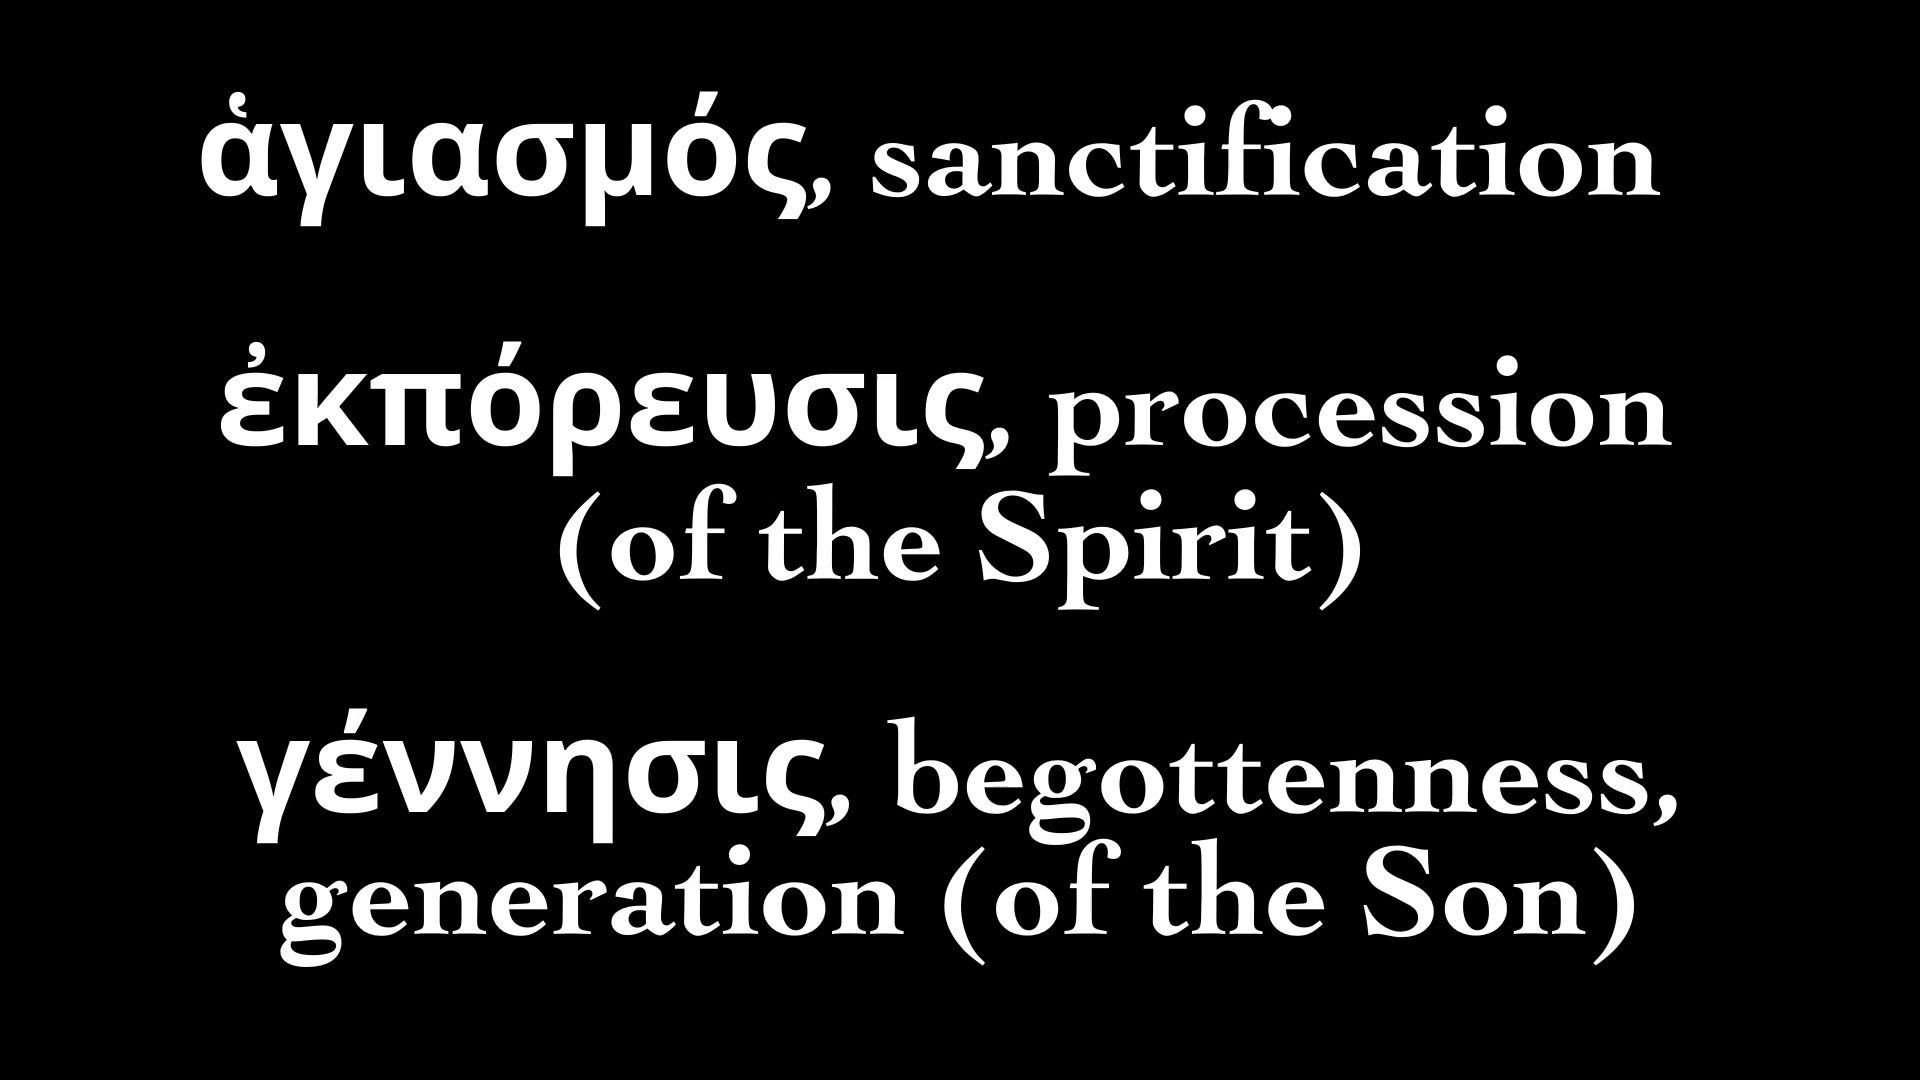 ἁγιασμός, sanctification
ἐκπόρευσις, procession
(of the Spirit)
γέννησις, begottenness,
generation (of the Son)